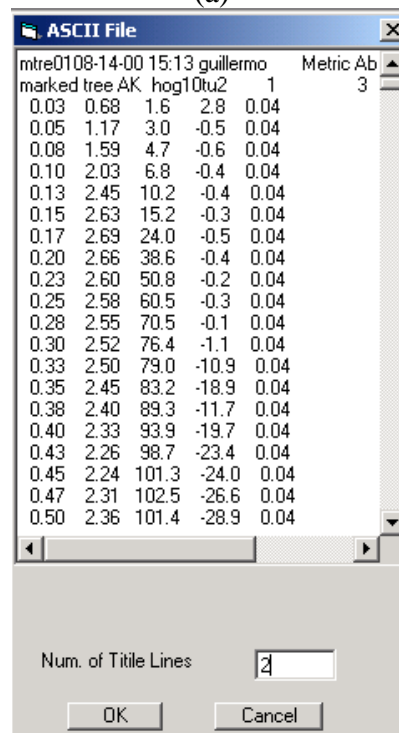 (a)
ASCII File
mtre0108-14-00 15:13 guillermo Metric Ab
marked tree AK hog10tu2 1 3
0.03 0.68 1.6 2.8 0.04
0.05 1.17 3.0 -0.5 0.04
0.08 1.59 4.7 -0.6 0.04
0.10 2.03 6.8 -0.4 0.04
0.13 2.45 10.2 -0.4 0.04
0.15 2.63 15.2 -0.3 0.04
0.17 2.69 24.0 -0.5 0.04
0.20 2.66 38.6 -0.4 0.04
0.23 2.60 50.8 -0.2 0.04
0.25 2.58 60.5 -0.3 0.04
0.28 2.55 70.5 -0.1 0.04
0.30 2.52 76.4 -1.1 0.04
0.33 2.50 79.0 -10.9 0.04
0.35 2.45 83.2 -18.9 0.04
0.38 2.40 89.3 -11.7 0.04
0.40 2.33 93.9 -19.7 0.04
0.43 2.26 98.7 -23.4 0.04
0.45 2.24 101.3 -24.0 0.04
0.47 2.31 102.5 -26.6 0.04
0.50 2.36 101.4 -28.9 0.04
Num. of Titile Lines 2
OK Cancel